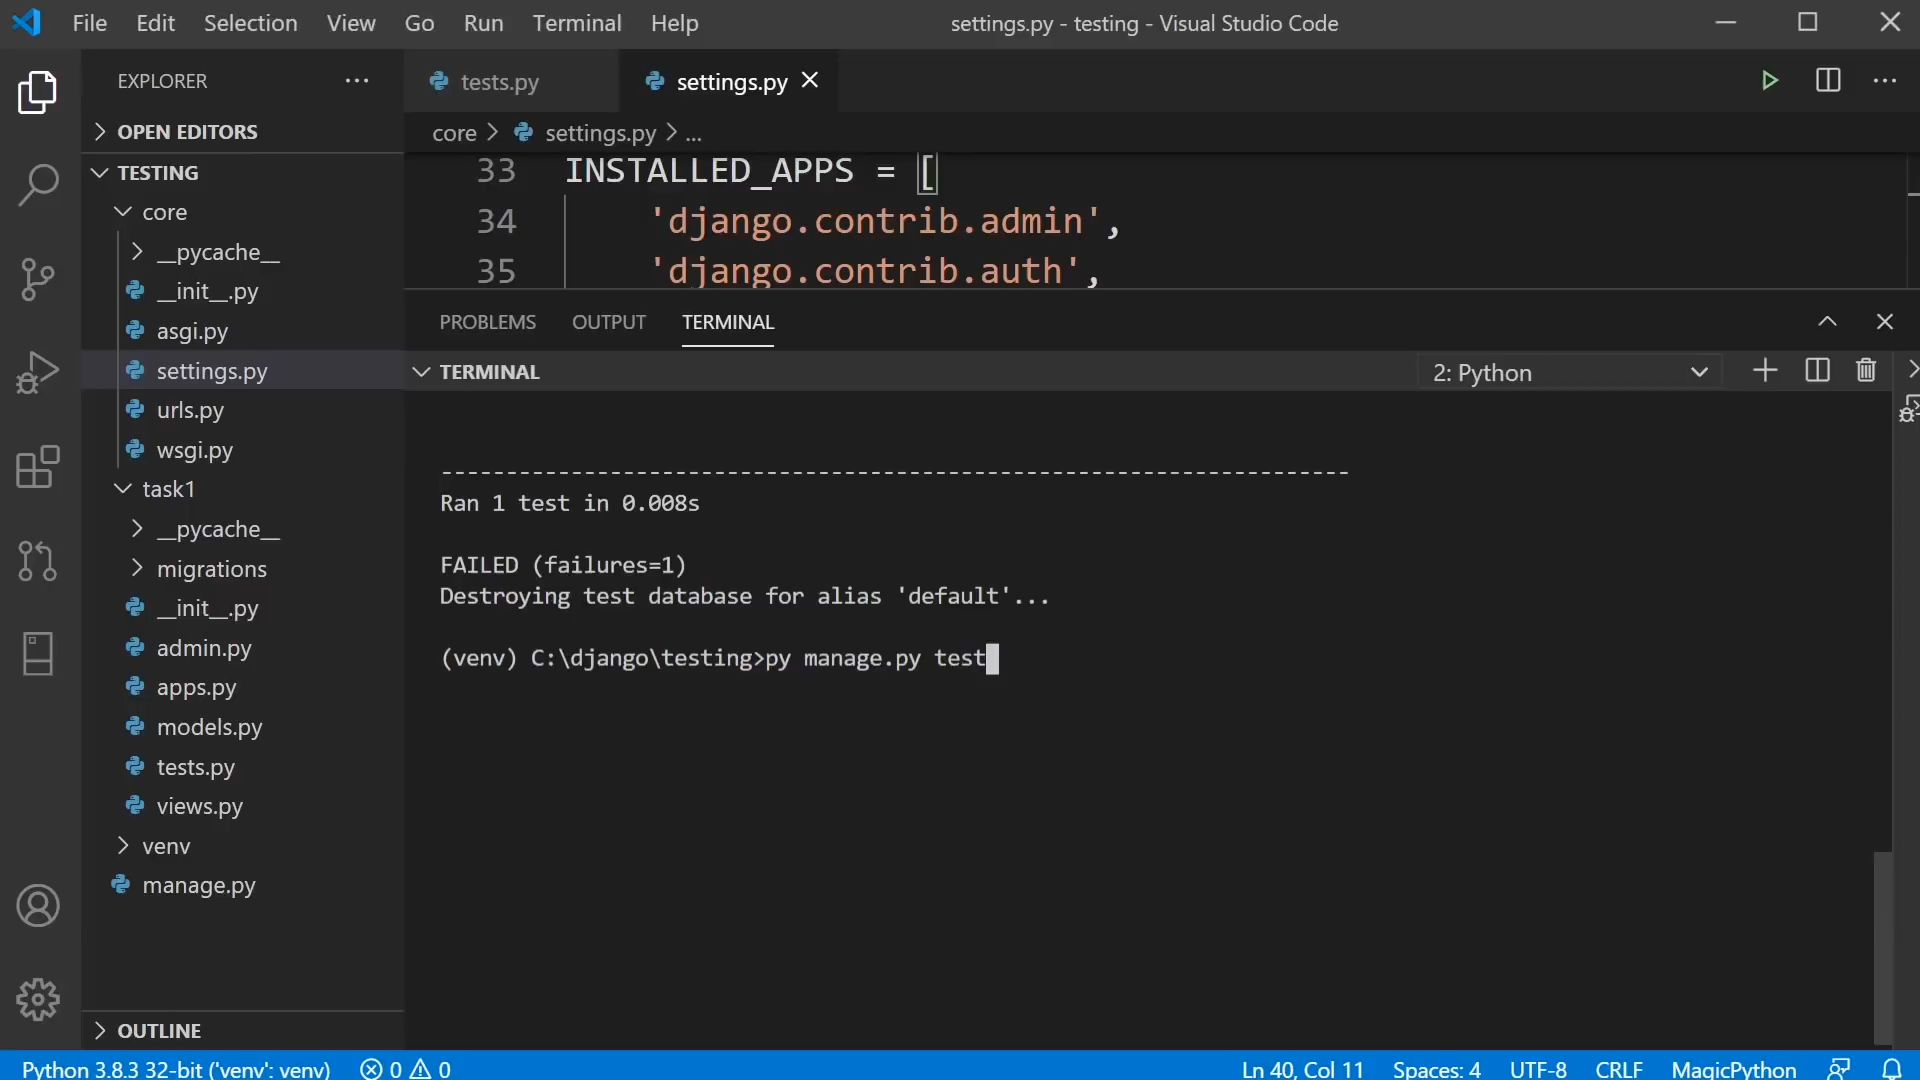 File Edit Selection View Go Run Terminal Help settings.py - testing - Visual Studio Code
EXPLORER
OPEN EDITORS
TESTING
core
__pycache__
__init__.py
asgi.py
settings.py
urls.py
wsgi.py
task1
__pycache__
migrations
__init__.py
admin.py
apps.py
models.py
tests.py
views.py
venv
manage.py
OUTLINE
tests.py settings.py
core > settings.py > ...
33 INSTALLED_APPS = [
34 'django.contrib.admin',
35 'django.contrib.auth',
PROBLEMS OUTPUT TERMINAL
TERMINAL 2: Python
----------------------------------------------------------------------
Ran 1 test in 0.008s
FAILED (failures=1)
Destroying test database for alias 'default'...
(venv) C:\django\testing>py manage.py test
Python 3.8.3 32-bit ('venv': venv) 0 0 Ln 40, Col 11 Spaces: 4 UTF-8 CRLF MagicPython